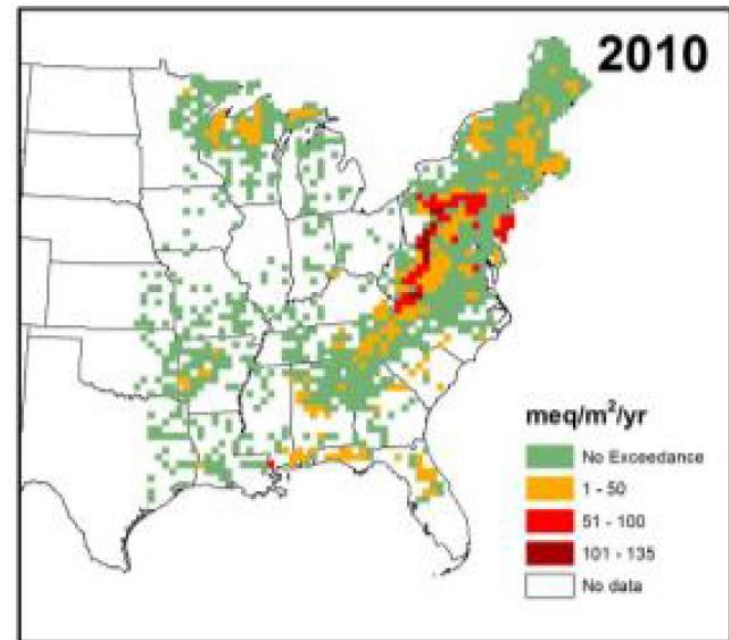 2010
meq/m²/yr
No Exceedance
1 - 50
51 - 100
101 - 135
No data